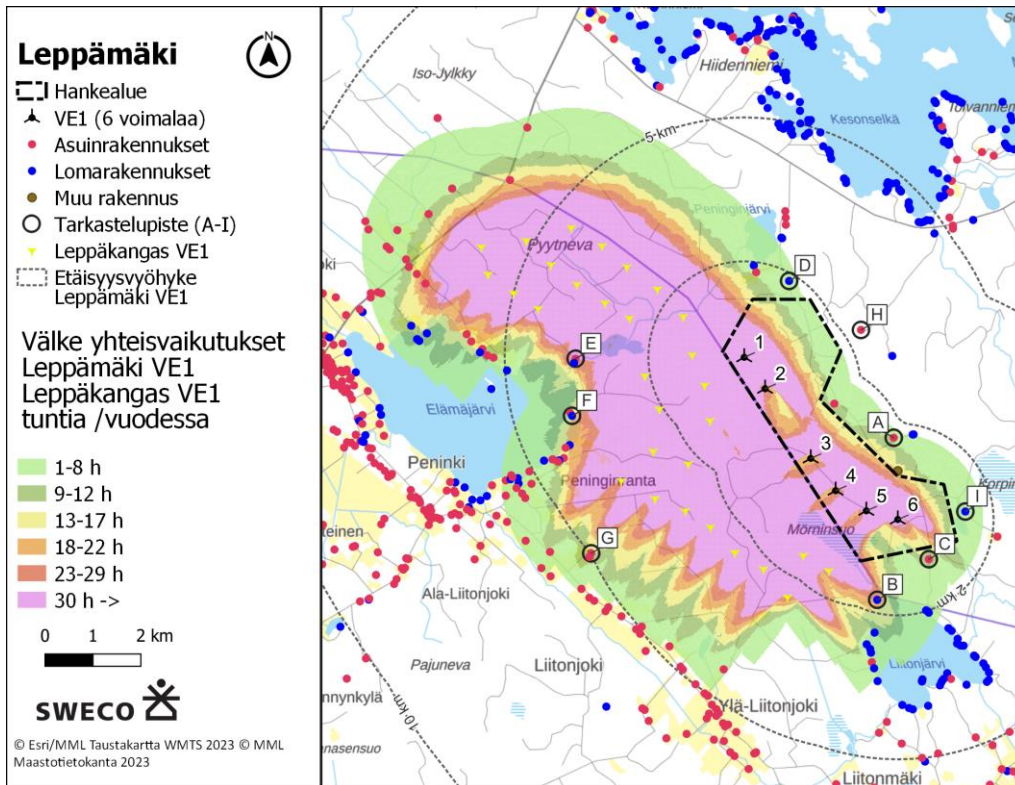 Leppämäki
N
Hankealue
VE1 (6 voimalaa)
Asuinrakennukset
Lomarakennukset
Muu rakennus
Tarkastelupiste (A-I)
Leppäkangas VE1
Etäisyysvyöhyke
Leppämäki VE1
Välke yhteisvaikutukset
Leppämäki VE1
Leppäkangas VE1
tuntia /vuodessa
1-8 h
9-12 h
13-17 h
18-22 h
23-29 h
30 h ->
0 1 2 km
SWECO
© Esri/MML Taustakartta WMTS 2023 © MML
Maastotietokanta 2023
Iso-Jylkky
Hiidenniemi
Kesonselkä
5 km
Peninginjärvi
Pyytneva
D
H
1
E
2
F
Elämäjärvi
A
3
Peninki
Peninginranta
4
5
6
I
Mörninsuo
G
C
B
Ala-Liitonjoki
2 km
Pajuneva
Liitonjoki
Liitonjärvi
10 km
Ylä-Liitonjoki
Liitonmäki